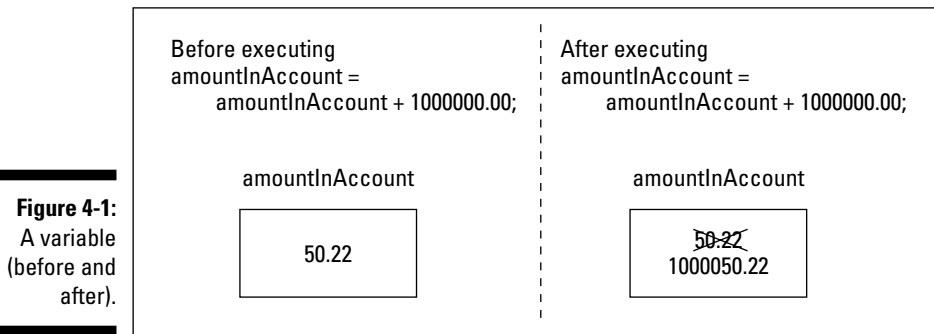 Before executing
amountInAccount =
amountInAccount + 1000000.00;
amountInAccount
50.22
After executing
amountInAccount =
amountInAccount + 1000000.00;
amountInAccount
50.22
1000050.22
Figure 4-1:
A variable
(before and
after).